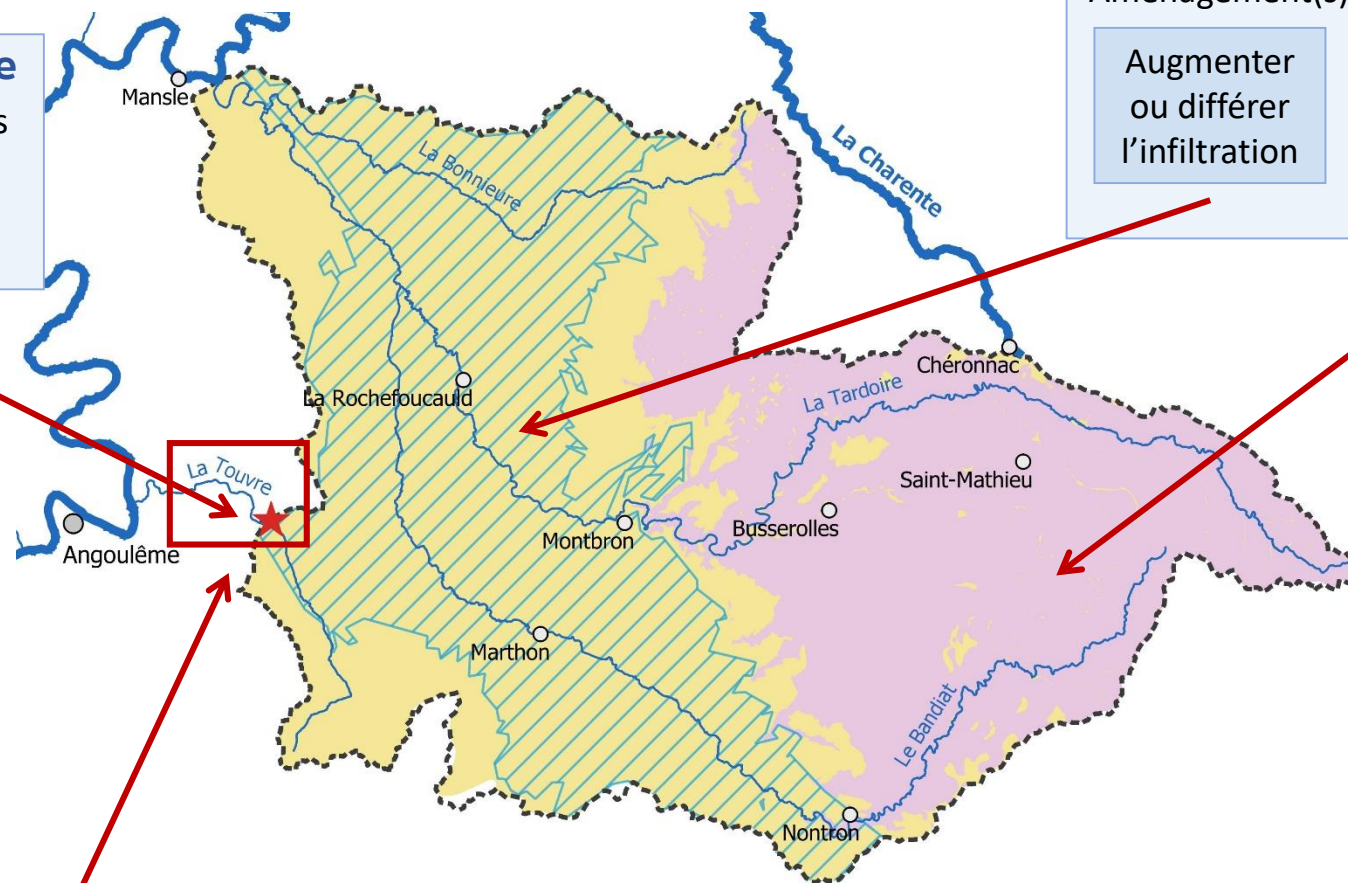 Aménagement(s)
Augmenter
ou différer
l’infiltration
e
s
Mansle
La Bonnieure
La Charente
Chéronnac
La Rochefoucauld
La Tardoire
La Touvre
Saint-Mathieu
Busserolles
Montbron
Angoulême
Marthon
Le Bandiat
Nontron